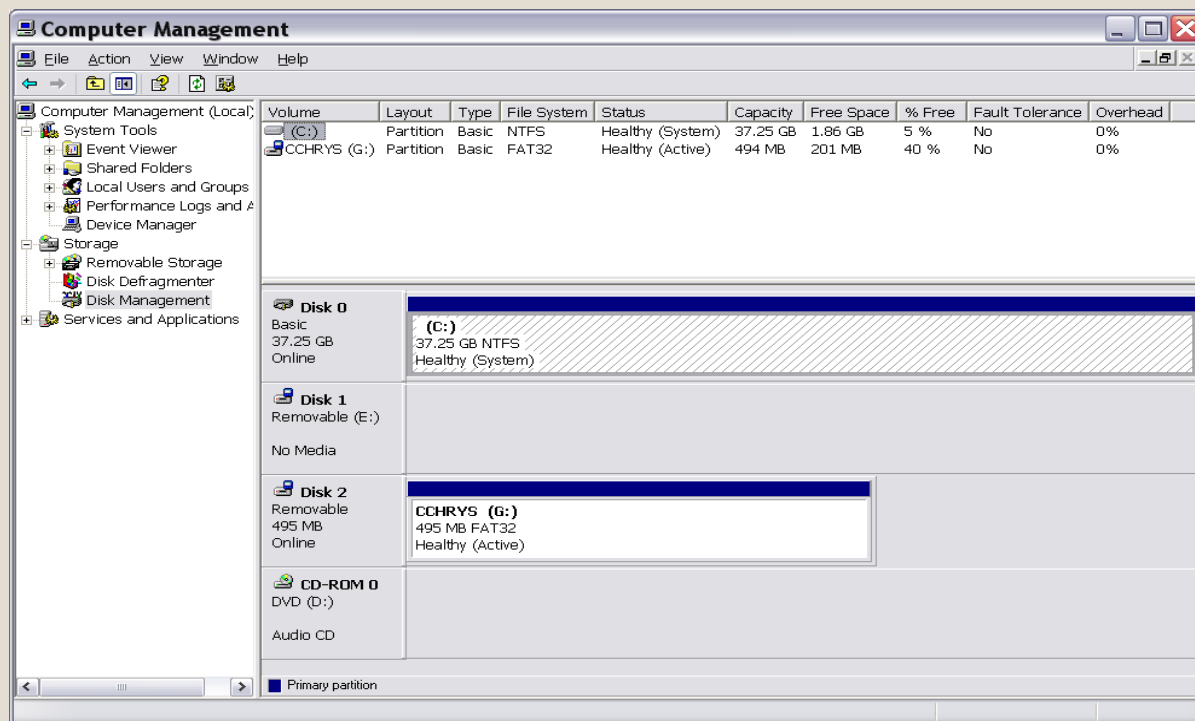 Computer Management
File Action View Window Help
Computer Management (Local)
System Tools
Event Viewer
Shared Folders
Local Users and Groups
Performance Logs and A
Device Manager
Storage
Removable Storage
Disk Defragmenter
Disk Management
Services and Applications
Volume Layout Type File System Status Capacity Free Space % Free Fault Tolerance Overhead
(C:) Partition Basic NTFS Healthy (System) 37.25 GB 1.86 GB 5 % No 0%
CCHRYS (G:) Partition Basic FAT32 Healthy (Active) 494 MB 201 MB 40 % No 0%
Disk 0
Basic
37.25 GB
Online
(C:)
37.25 GB NTFS
Healthy (System)
Disk 1
Removable (E:)
No Media
Disk 2
Removable
495 MB
Online
CCHRYS (G:)
495 MB FAT32
Healthy (Active)
CD-ROM 0
DVD (D:)
Audio CD
Primary partition